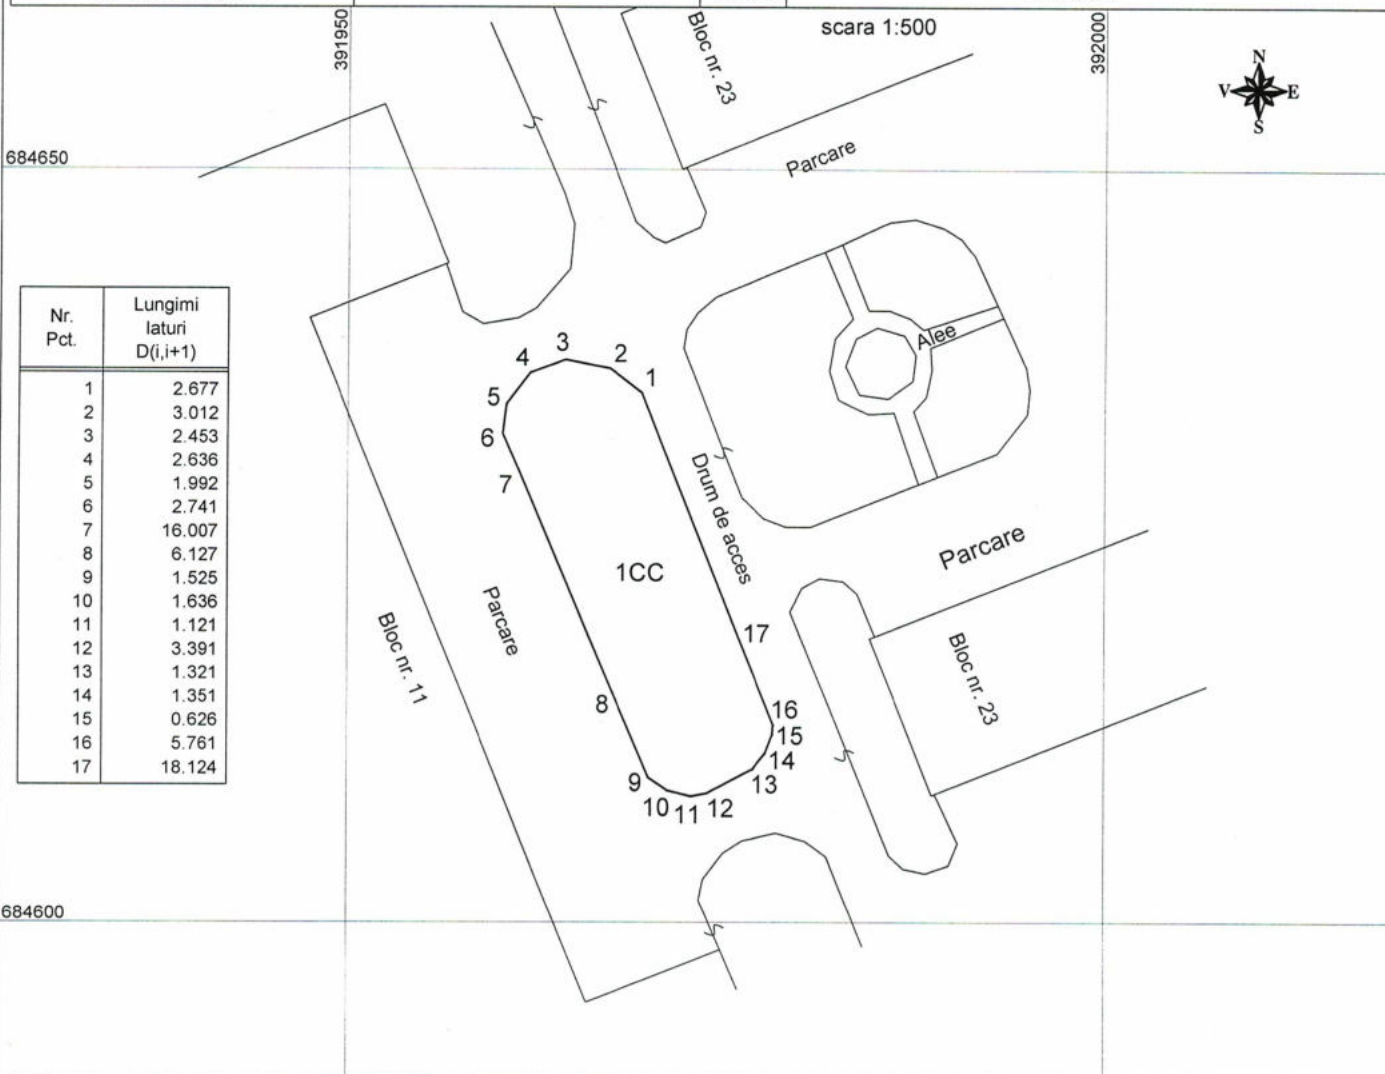 scara 1:500
391950
392000
Bloc nr. 23
N
V E
S
684650
Parcare
Nr. Pct. Lungimi laturi D(i,i+1)
1 2.677
2 3.012
3 2.453
4 2.636
5 1.992
6 2.741
7 16.007
8 6.127
9 1.525
10 1.636
11 1.121
12 3.391
13 1.321
14 1.351
15 0.626
16 5.761
17 18.124
Alee
3
2
4
1
5
6
7
Drum de acces
Parcare
1CC
Parcare
Bloc nr. 11
17
Bloc nr. 23
8
16
15
14
13
9
10
11
12
684600